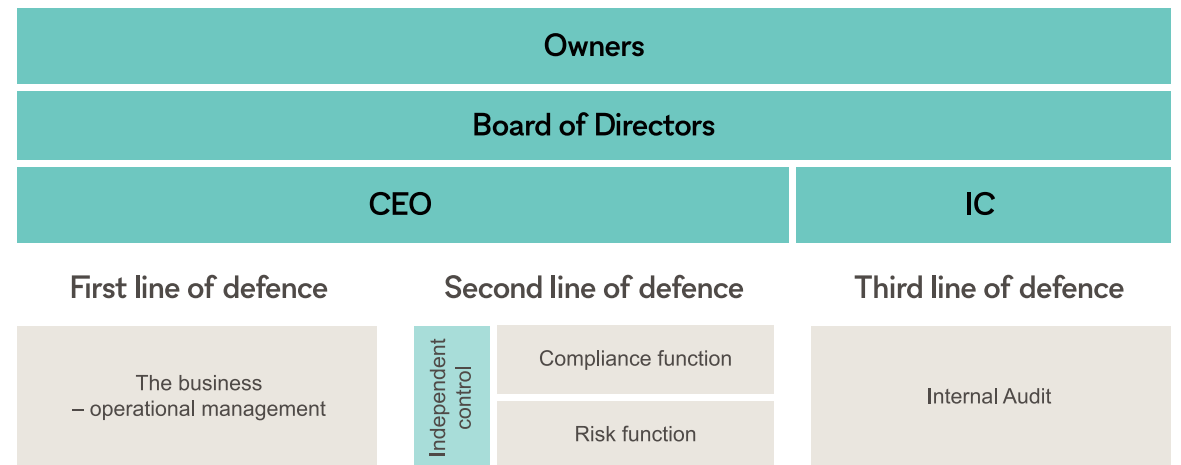 Owners
Board of Directors
CEO
IC
First line of defence
Second line of defence
Third line of defence
The business
– operational management
Independent
control
Compliance function
Risk function
Internal Audit